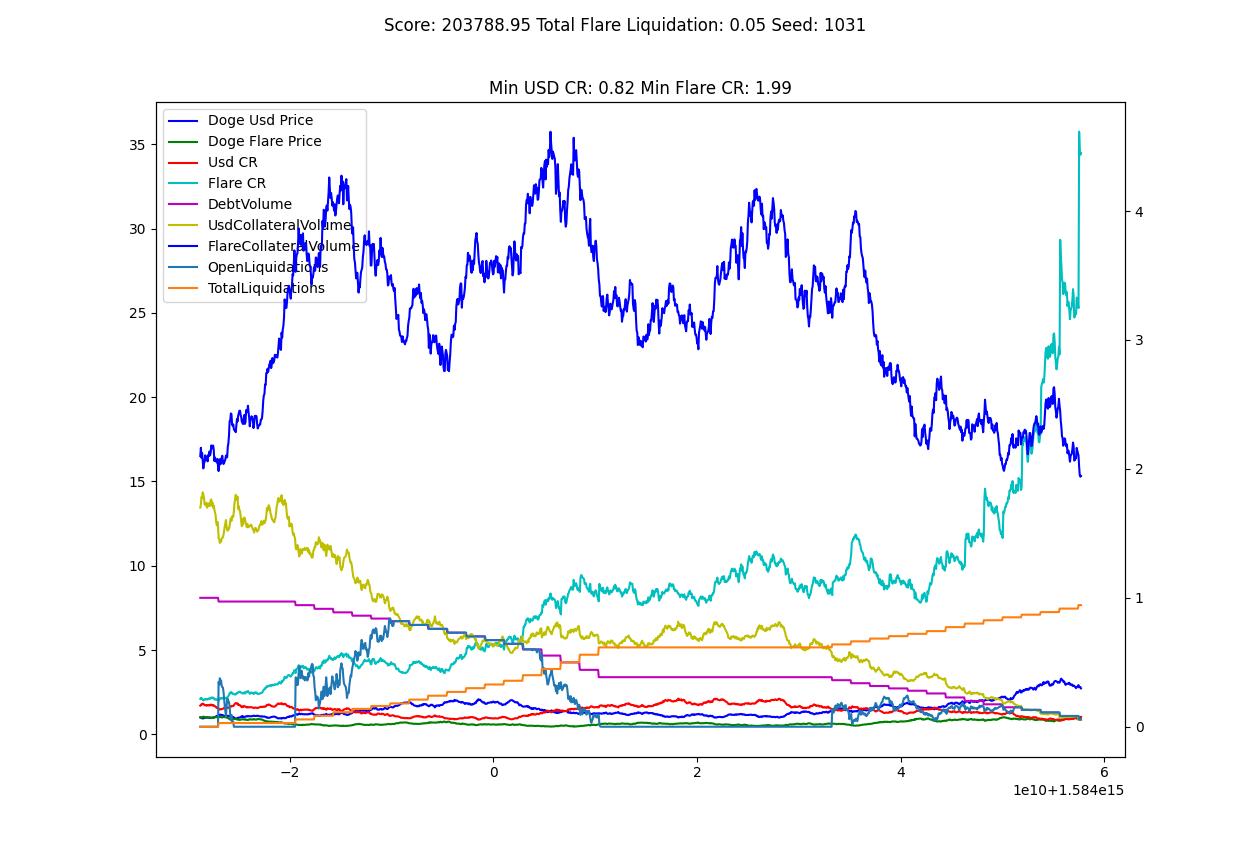 Score: 203788.95 Total Flare Liquidation: 0.05 Seed: 1031
Min USD CR: 0.82 Min Flare CR: 1.99
Doge Usd Price
Doge Flare Price
Usd CR
Flare CR
DebtVolume
UsdCollateralVolume
FlareCollateralVolume
OpenLiquidations
TotalLiquidations
35
30
25
20
15
10
5
0
4
3
2
1
0
−2 0 2 4 6
1e10+1.584e15